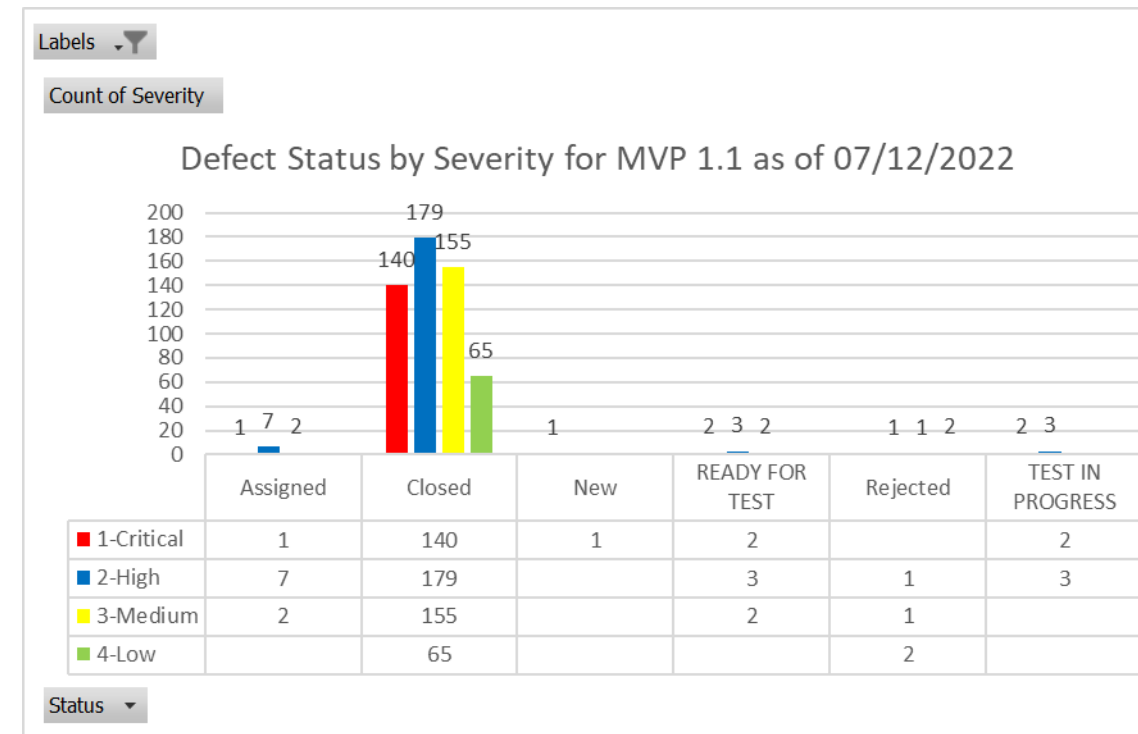 Labels
Count of Severity
Defect Status by Severity for MVP 1.1 as of 07/12/2022
200
180
160
140
120
100
80
60
40
20
0
1 7 2
140 179 155 65
1
2 3 2
1 1 2
2 3
Assigned Closed New READY FOR TEST Rejected TEST IN PROGRESS
1-Critical 1 140 1 2 2
2-High 7 179 3 1 3
3-Medium 2 155 2 1
4-Low 65 2
Status